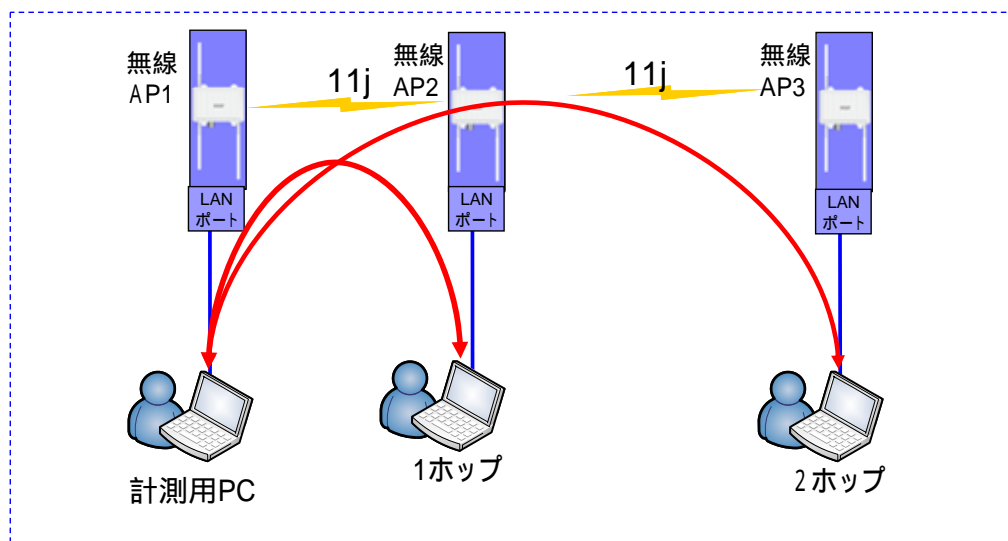 無線
AP1
11j
無線
AP2
11j
無線
AP3
LAN
ポート
LAN
ポート
LAN
ポート
計測用PC
1ホップ
2ホップ